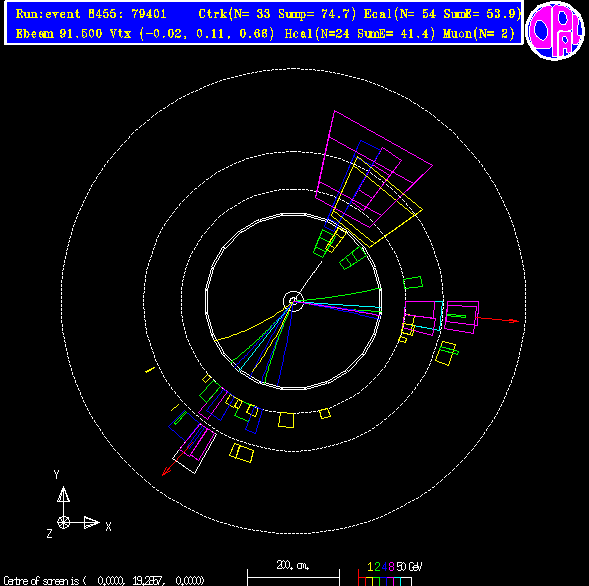 Run:event 8455: 79401 Ctrk(N= 33 Sump= 74.7) Ecal(N= 54 SumE= 53.9)
Ebeam 91.500 Vtx (-0.02, 0.11, 0.66) Hcal(N=24 SumE= 41.4) Muon(N= 2)
OPAL
Y
X
Z
200. cm.
1 2 4 8 50 GeV
Centre of screen is ( 0.0000, 19.2857, 0.0000)